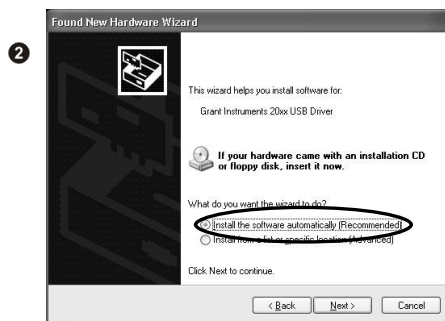 2
Found New Hardware Wizard
This wizard helps you install software for:
Grant Instruments 20xx USB Driver
If your hardware came with an installation CD
or floppy disk, insert it now.
What do you want the wizard to do?
Install the software automatically (Recommended)
Install from a list or specific location (Advanced)
Click Next to continue.
< Back Next > Cancel